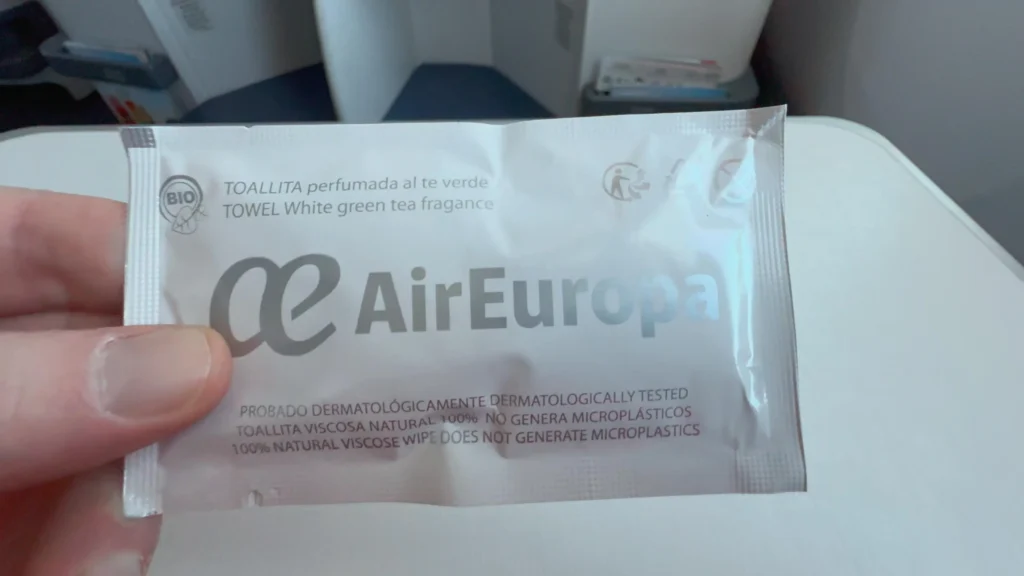 BIO
TOALLITA perfumada al te verde
TOWEL White green tea fragance
æ AirEuropa
PROBADO DERMATOLÓGICAMENTE DERMATOLOGICALLY TESTED
TOALLITA VISCOSA NATURAL 100% NO GENERA MICROPLÁSTICOS
100% NATURAL VISCOSE WIPE DOES NOT GENERATE MICROPLASTICS